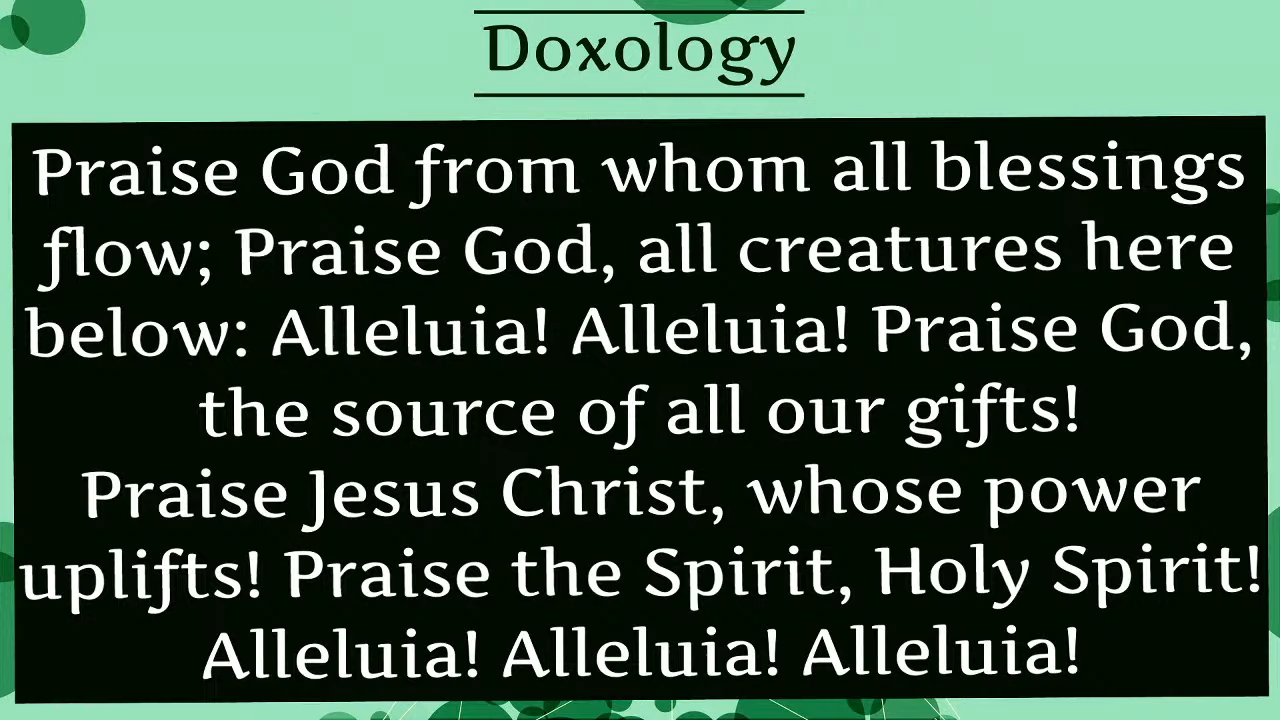 Doxology
Praise God from whom all blessings
flow; Praise God, all creatures here
below: Alleluia! Alleluia! Praise God,
the source of all our gifts!
Praise Jesus Christ, whose power
uplifts! Praise the Spirit, Holy Spirit!
Alleluia! Alleluia! Alleluia!